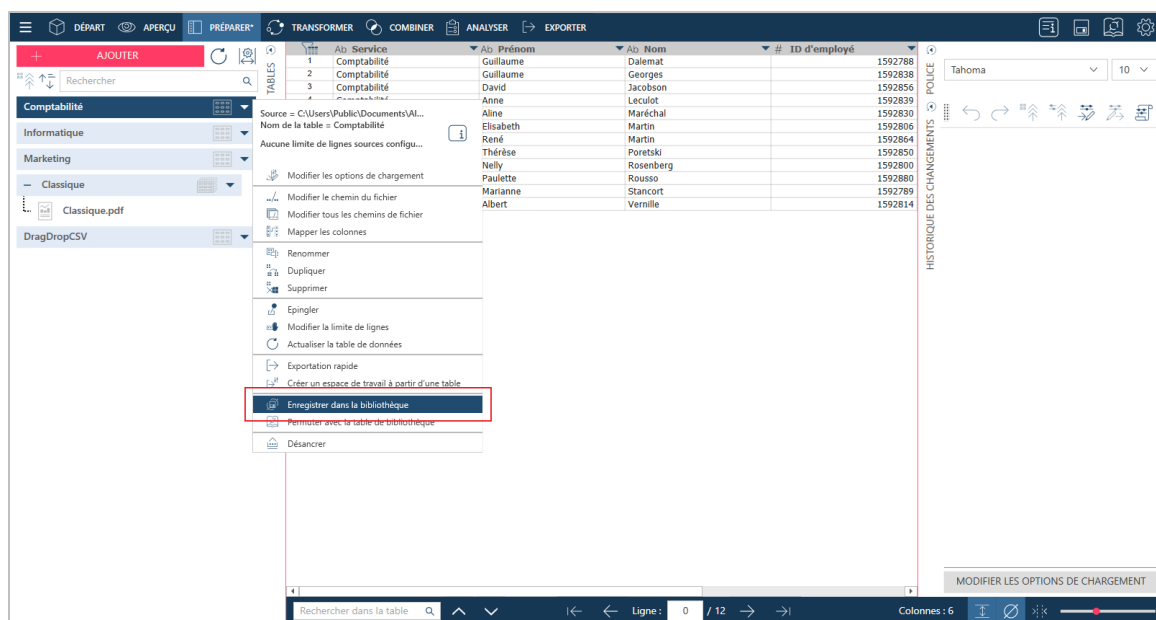 DÉPART APERÇU PRÉPARER* TRANSFORMER COMBINER ANALYSER EXPORTER
+ AJOUTER
Rechercher
Comptabilité
Informatique
Marketing
− Classique
Classique.pdf
DragDropCSV
TABLES
Source = C:\Users\Public\Documents\Al...
Nom de la table = Comptabilité
Aucune limite de lignes sources configu...
Modifier les options de chargement
Modifier le chemin du fichier
Modifier tous les chemins de fichier
Mapper les colonnes
Renommer
Dupliquer
Supprimer
Epingler
Modifier la limite de lignes
Actualiser la table de données
Exportation rapide
Créer un espace de travail à partir d'une table
Enregistrer dans la bibliothèque
Permuter avec la table de bibliothèque
Désancrer
Ab Service Ab Prénom Ab Nom # ID d'employé
1 Comptabilité Guillaume Dalemat 1592788
2 Comptabilité Guillaume Georges 1592838
3 Comptabilité David Jacobson 1592856
4 Comptabilité Anne Leculot 1592839
Aline Maréchal 1592830
Elisabeth Martin 1592806
René Martin 1592864
Thérèse Poretski 1592850
Nelly Rosenberg 1592800
Paulette Rousso 1592880
Marianne Stancort 1592789
Albert Vernille 1592814
POLICE
HISTORIQUE DES CHANGEMENTS
Tahoma 10
MODIFIER LES OPTIONS DE CHARGEMENT
Rechercher dans la table Ligne : 0 / 12 Colonnes : 6